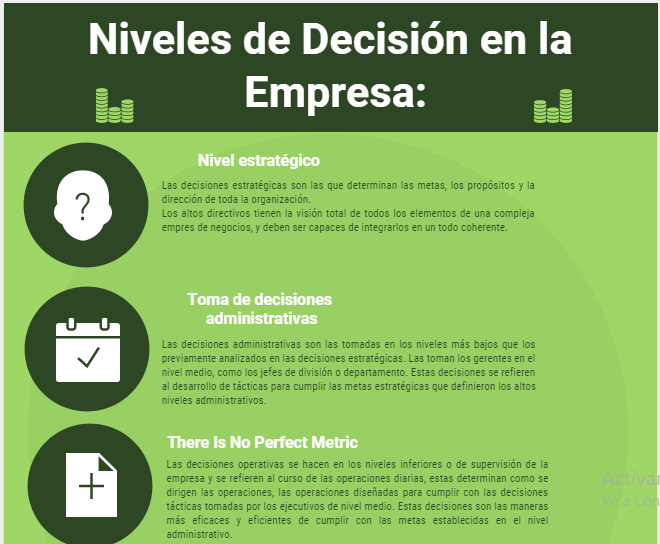 Niveles de Decisión en la
Empresa:
Nivel estratégico
Las decisiones estratégicas son las que determinan las metas, los propósitos y la
dirección de toda la organización.
Los altos directivos tienen la visión total de todos los elementos de una compleja
empres de negocios, y deben ser capaces de integrarlos en un todo coherente.
Toma de decisiones
administrativas
Las decisiones administrativas son las tomadas en los niveles más bajos que los
previamente analizados en las decisiones estratégicas. Las toman los gerentes en el
nivel medio, como los jefes de división o departamento. Estas decisiones se refieren
al desarrollo de tácticas para cumplir las metas estratégicas que definieron los altos
niveles administrativos.
There Is No Perfect Metric
Las decisiones operativas se hacen en los niveles inferiores o de supervisión de la
empresa y se refieren al curso de las operaciones diarias, estas determinan como se
dirigen las operaciones, las operaciones diseñadas para cumplir con las decisiones
tácticas tomadas por los ejecutivos de nivel medio. Estas decisiones son las maneras
más eficaces y eficientes de cumplir con las metas establecidas en el nivel
administrativo.
Activar
Ve a Con